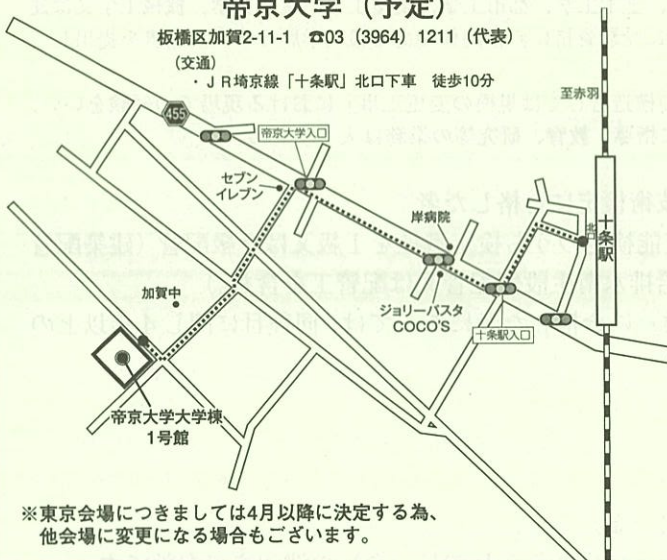 帝京大学（予定）
板橋区加賀2-11-1 ☎03（3964）1211（代表）
（交通）
・ＪＲ埼京線「十条駅」北口下車 徒歩10分
至赤羽
455
帝京大学入口
セブン
イレブン
岸病院
北口
十条駅
加賀中
ジョリーパスタ
COCO'S
十条駅入口
帝京大学大学棟
1号館
※東京会場につきましては4月以降に決定する為、
他会場に変更になる場合もございます。